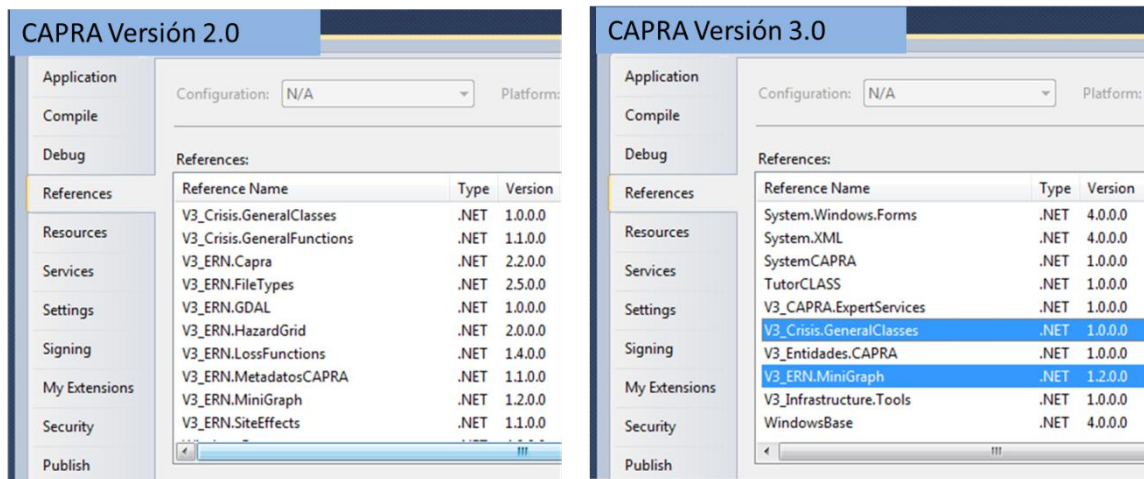 CAPRA Versión 2.0
Application
Compile
Debug
References
Resources
Services
Settings
Signing
My Extensions
Security
Publish
Configuration: N/A Platform:
References:
Reference Name Type Version
V3_Crisis.GeneralClasses .NET 1.0.0.0
V3_Crisis.GeneralFunctions .NET 1.1.0.0
V3_ERN.Capra .NET 2.2.0.0
V3_ERN.FileTypes .NET 2.5.0.0
V3_ERN.GDAL .NET 1.0.0.0
V3_ERN.HazardGrid .NET 2.0.0.0
V3_ERN.LossFunctions .NET 1.4.0.0
V3_ERN.MetadatosCAPRA .NET 1.1.0.0
V3_ERN.MiniGraph .NET 1.2.0.0
V3_ERN.SiteEffects .NET 1.1.0.0
CAPRA Versión 3.0
Application
Compile
Debug
References
Resources
Services
Settings
Signing
My Extensions
Security
Publish
Configuration: N/A Platform:
References:
Reference Name Type Version
System.Windows.Forms .NET 4.0.0.0
System.XML .NET 4.0.0.0
SystemCAPRA .NET 1.0.0.0
TutorCLASS .NET 1.0.0.0
V3_CAPRA.ExpertServices .NET 1.0.0.0
V3_Crisis.GeneralClasses .NET 1.0.0.0
V3_Entidades.CAPRA .NET 1.0.0.0
V3_ERN.MiniGraph .NET 1.2.0.0
V3_Infrastructure.Tools .NET 1.0.0.0
WindowsBase .NET 4.0.0.0